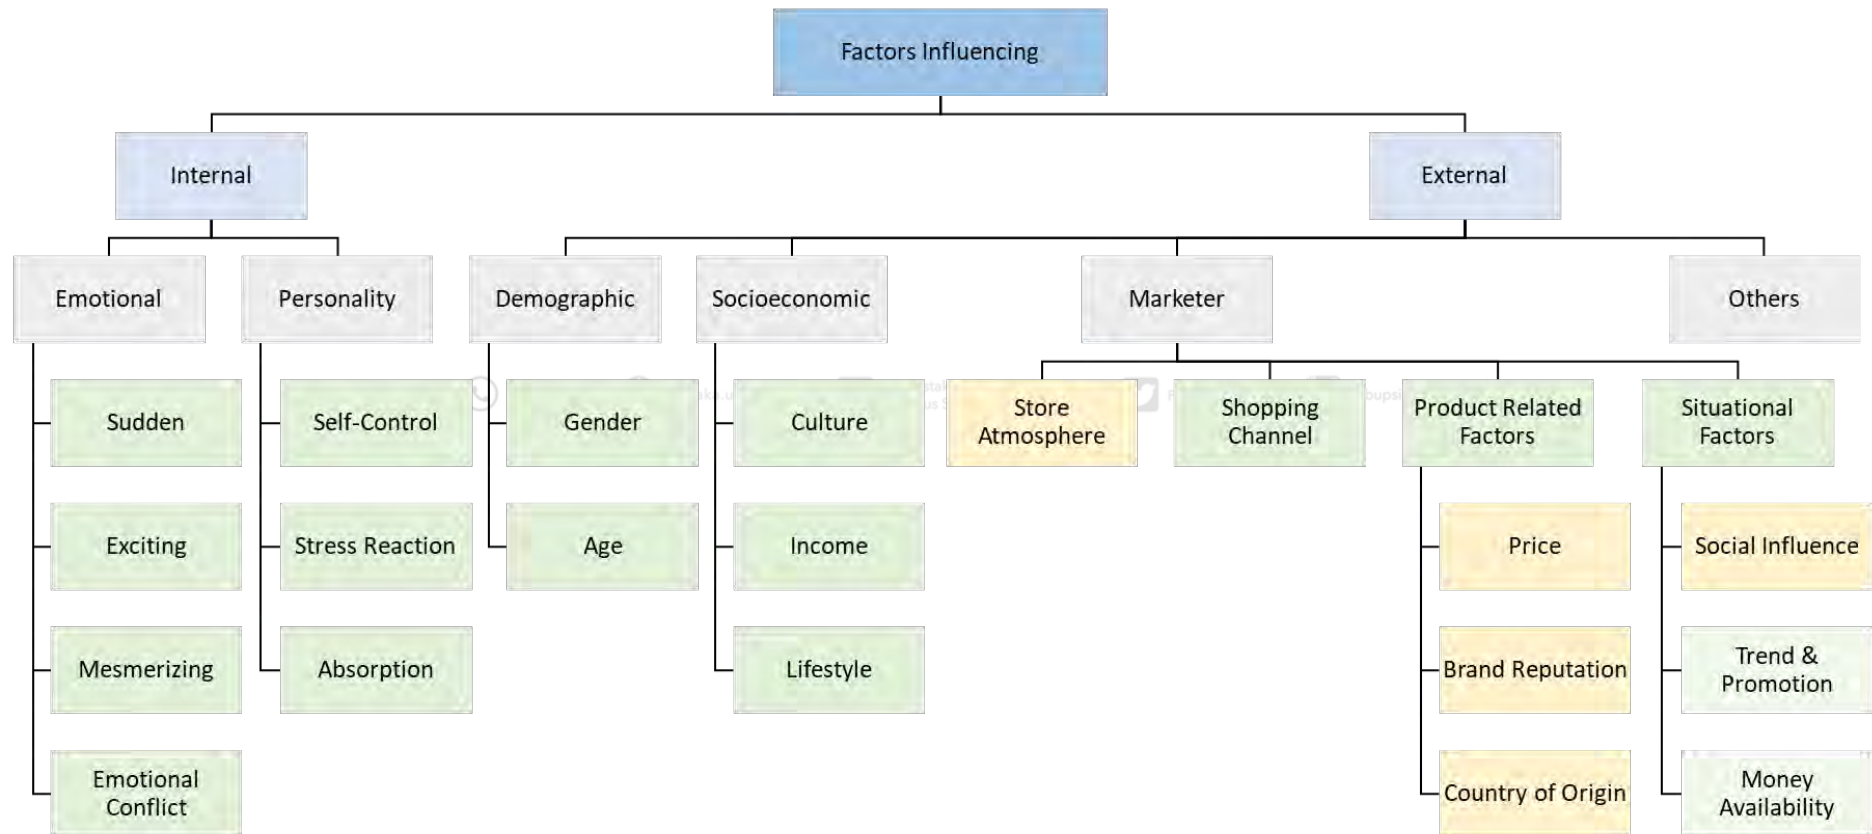 Factors Influencing
Internal
External
Emotional
Personality
Demographic
Socioeconomic
Marketer
Others
Sudden
Self-Control
Gender
Culture
Store
Atmosphere
Shopping
Channel
Product Related
Factors
Situational
Factors
Exciting
Stress Reaction
Age
Income
Price
Social Influence
Mesmerizing
Absorption
Lifestyle
Brand Reputation
Trend &
Promotion
Emotional
Conflict
Country of Origin
Money
Availability